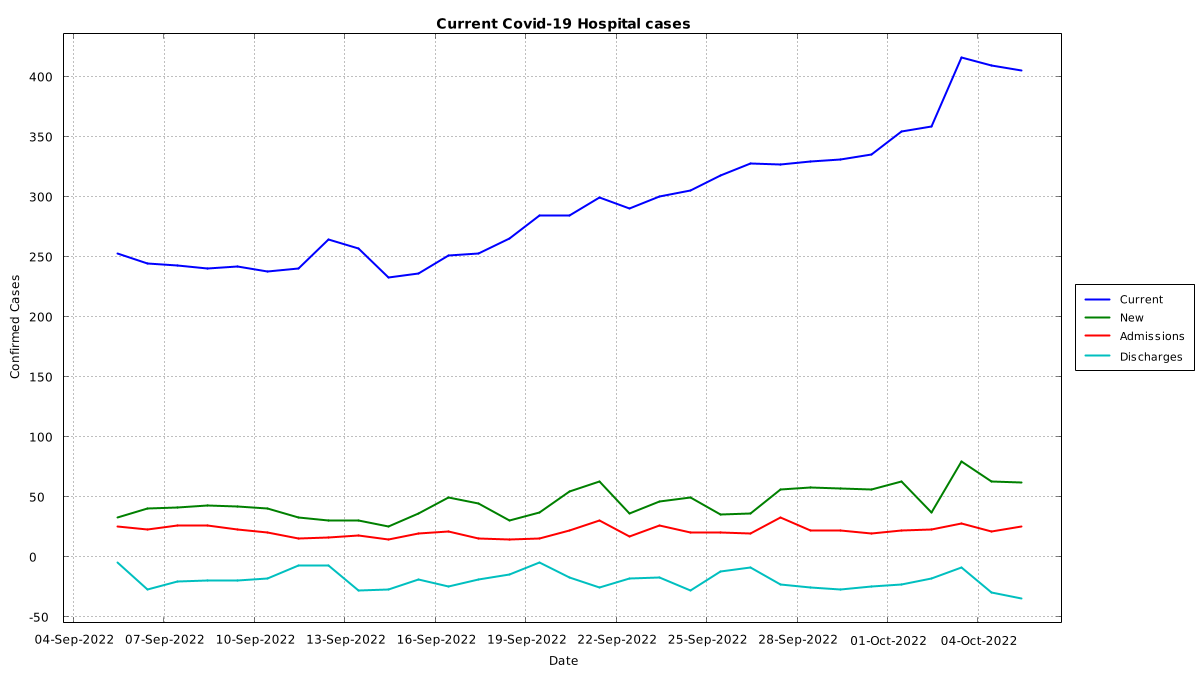 Current Covid-19 Hospital cases
400
350
300
250
200
150
100
50
0
-50
Confirmed Cases
04-Sep-2022 07-Sep-2022 10-Sep-2022 13-Sep-2022 16-Sep-2022 19-Sep-2022 22-Sep-2022 25-Sep-2022 28-Sep-2022 01-Oct-2022 04-Oct-2022
Date
Current
New
Admissions
Discharges